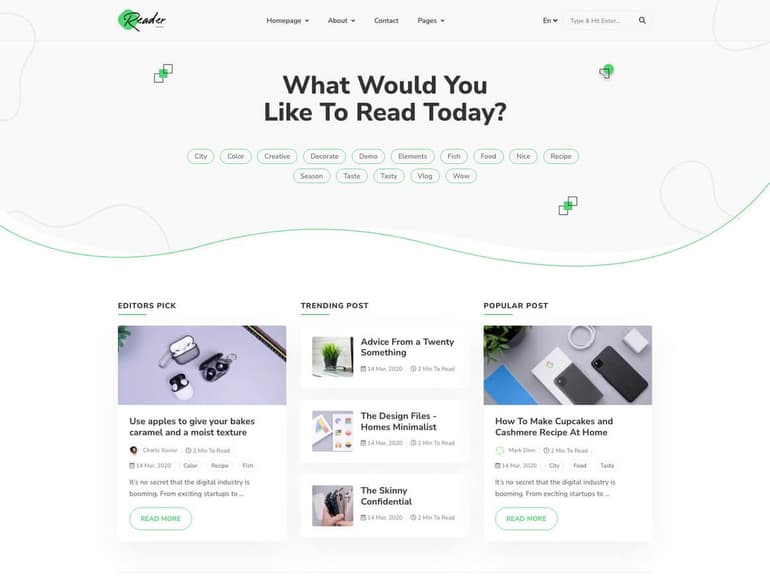 Reader
Homepage
About
Contact
Pages
En
Type & Hit Enter...
What Would You
Like To Read Today?
City Color Creative Decorate Demo Elements Fish Food Nice Recipe
Season Taste Tasty Vlog Wow
EDITORS PICK
Use apples to give your bakes
caramel and a moist texture
Charls Xavier 2 Min To Read
14 Mar, 2020 Color Recipe Fish
It's no secret that the digital industry is
booming. From exciting startups to ...
READ MORE
TRENDING POST
Advice From a Twenty
Something
14 Mar, 2020 2 Min To Read
The Design Files -
Homes Minimalist
14 Mar, 2020 2 Min To Read
The Skinny
Confidential
14 Mar, 2020 2 Min To Read
POPULAR POST
How To Make Cupcakes and
Cashmere Recipe At Home
Mark Dinn 2 Min To Read
14 Mar, 2020 City Food Taste
It's no secret that the digital industry is
booming. From exciting startups to ...
READ MORE